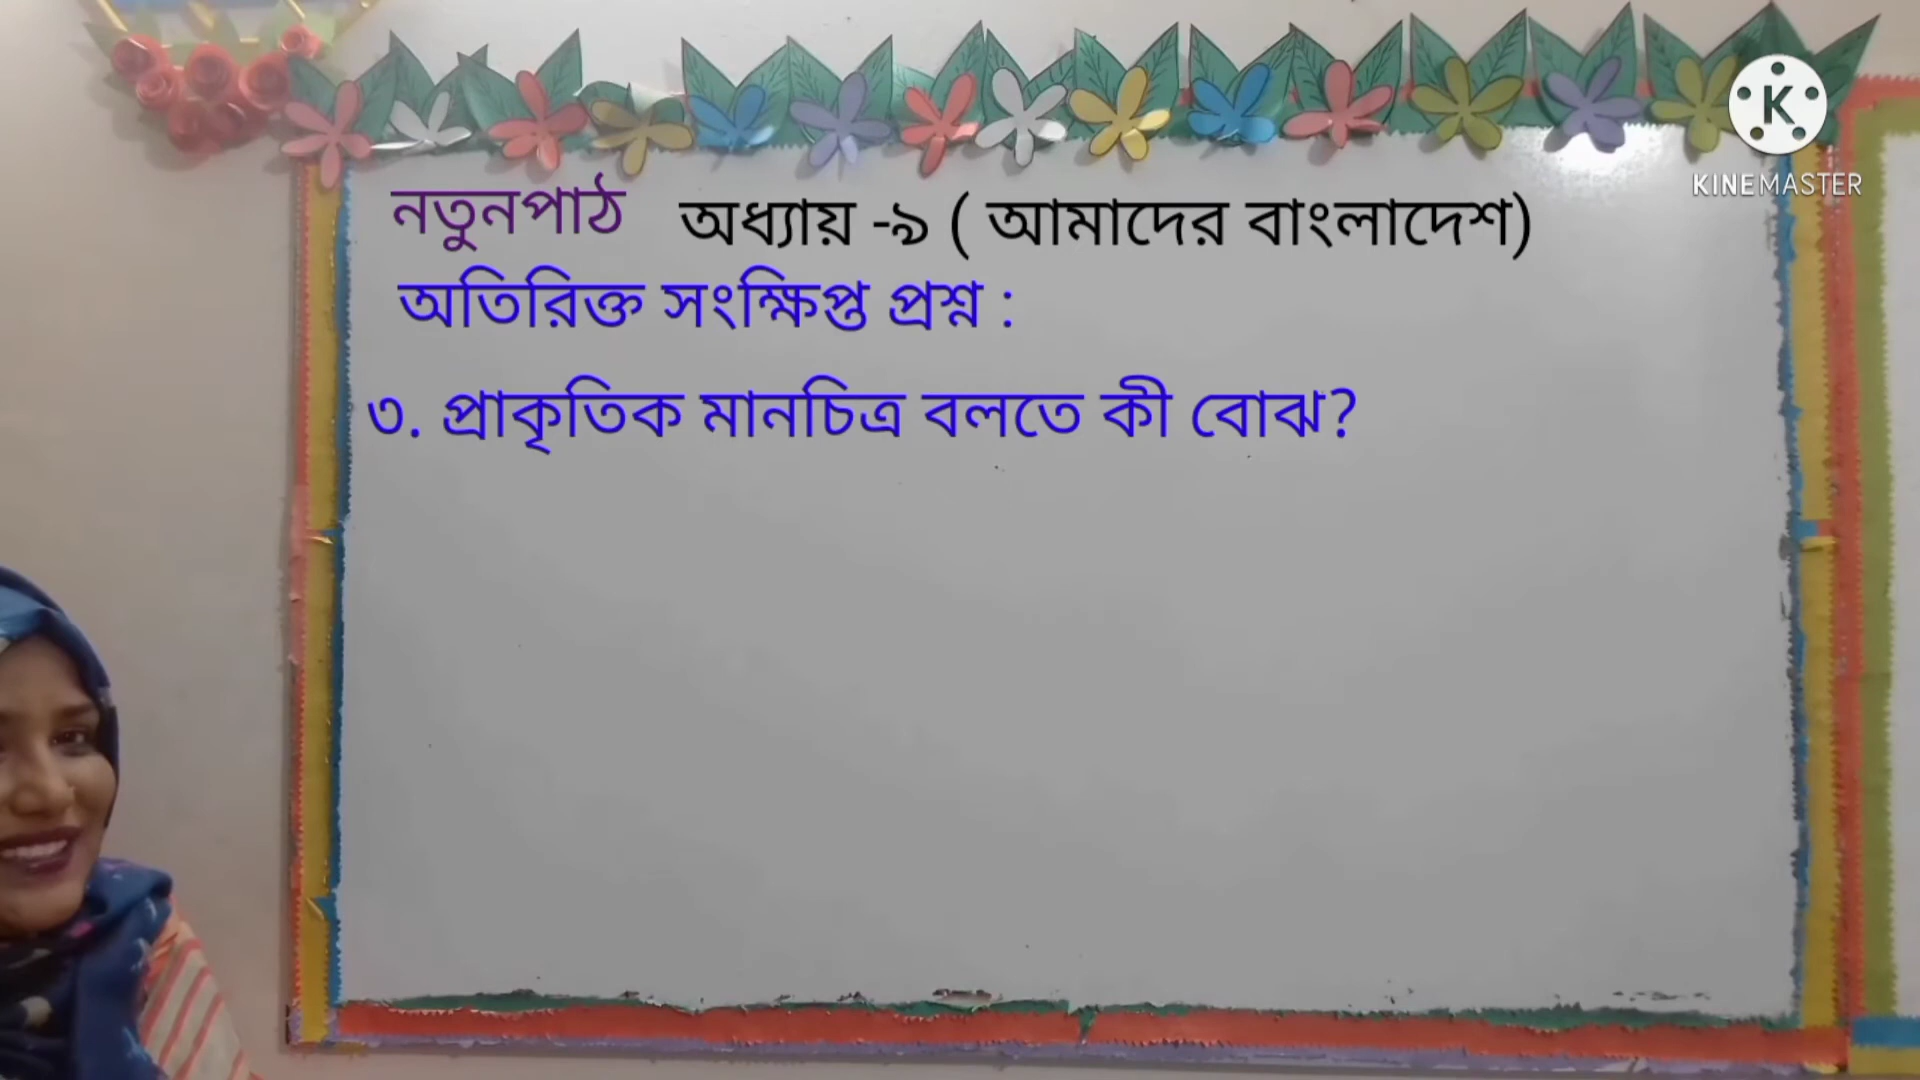 নতুনপাঠ অধ্যায় -৯ ( আমাদের বাংলাদেশ)
অতিরিক্ত সংক্ষিপ্ত প্রশ্ন :
৩. প্রাকৃতিক মানচিত্র বলতে কী বোঝ?
K
KINEMASTER